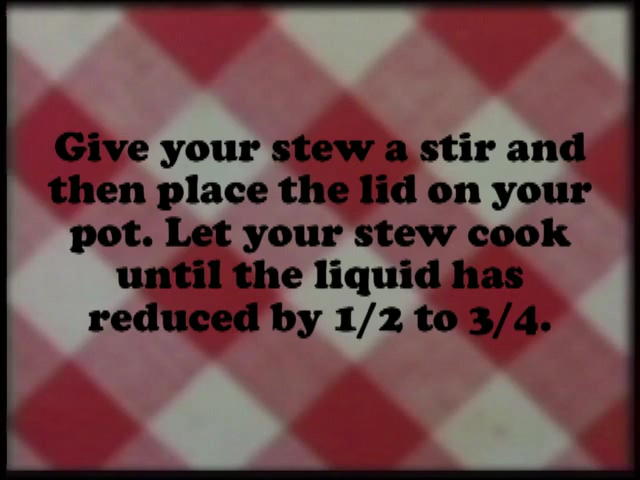 Give your stew a stir and
then place the lid on your
pot. Let your stew cook
until the liquid has
reduced by 1/2 to 3/4.